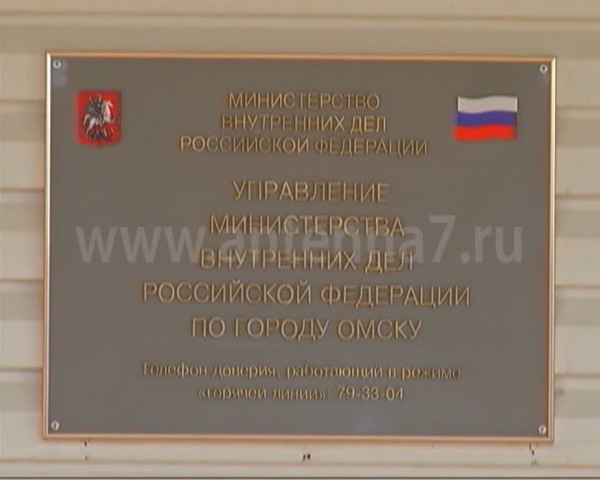 МИНИСТЕРСТВО
ВНУТРЕННИХ ДЕЛ
РОССИЙСКОЙ ФЕДЕРАЦИИ
УПРАВЛЕНИЕ
МИНИСТЕРСТВА
www.antenna7.ru
ВНУТРЕННИХ ДЕЛ
РОССИЙСКОЙ ФЕДЕРАЦИИ
ПО ГОРОДУ ОМСКУ
Телефон доверия, работающий в режиме
«горячей линии»: 79-33-04